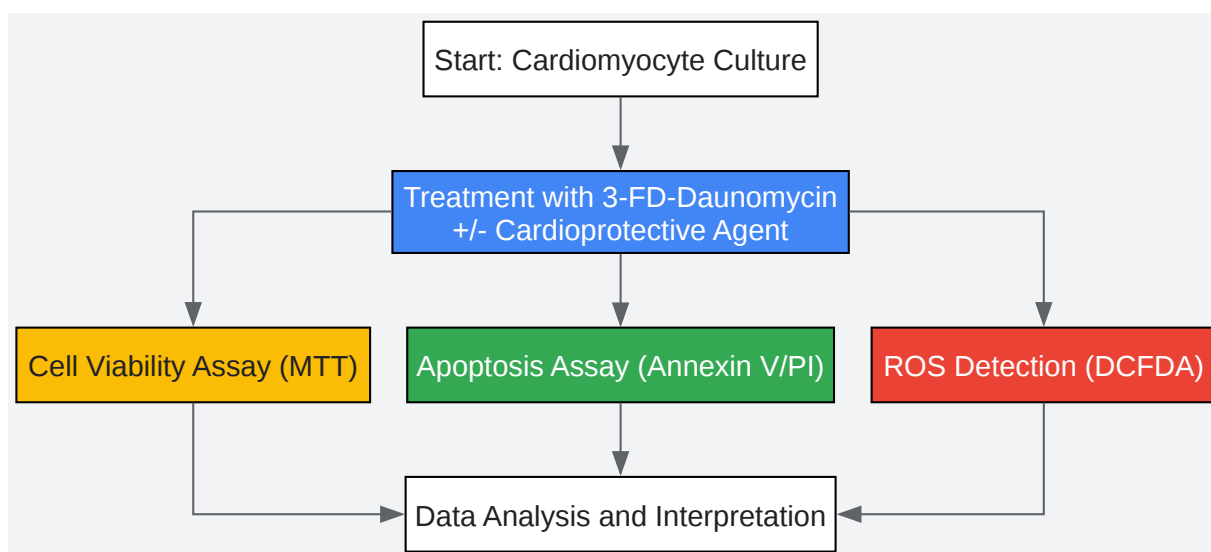 Start: Cardiomyocyte Culture
Treatment with 3-FD-Daunomycin
+/- Cardioprotective Agent
Cell Viability Assay (MTT)
Apoptosis Assay (Annexin V/PI)
ROS Detection (DCFDA)
Data Analysis and Interpretation